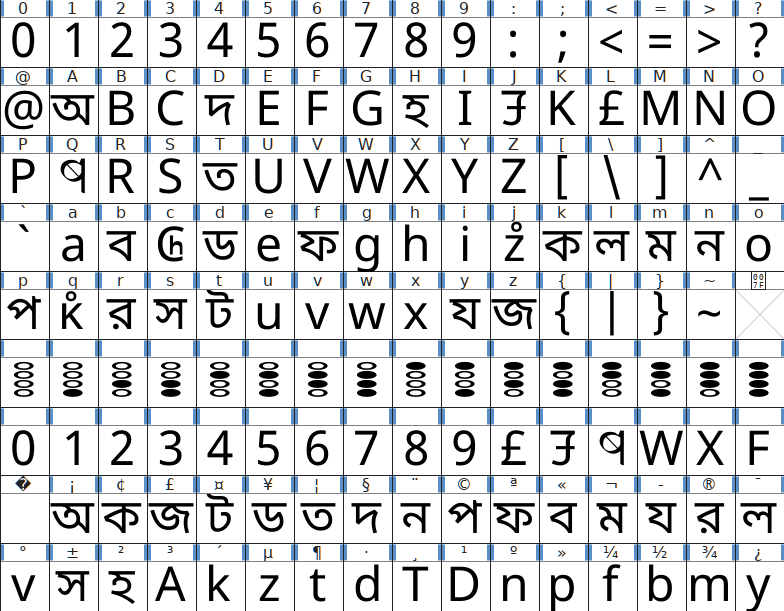 0 1 2 3 4 5 6 7 8 9 : ; < = > ?
0 1 2 3 4 5 6 7 8 9 : ; < = > ?
@ A B C D E F G H I J K L M N O
@ অ B C দ E F G হ I K £ M N O
P Q R S T U V W X Y Z [ \ ] ^ _
P R S ত U V W X Y Z [ \ ] ^ _
` a b c d e f g h i j k l m n o
` a ব ড e ফ g h i ক ল ম ন o
p q r s t u v w x y z { | } ~ 007F
প র স ট u v w x য জ { | } ~
0 1 2 3 4 5 6 7 8 9 £ W X F
� ¡ ¢ £ ¤ ¥ ¦ § ¨ © ª « ¬ - ® ¯
অ ক জ ট ড ত দ ন প ফ ব ম য র ল
° ± ² ³ ´ µ ¶ · ¸ ¹ º » ¼ ½ ¾ ¿
v স হ A k z t d T D n p f b m y